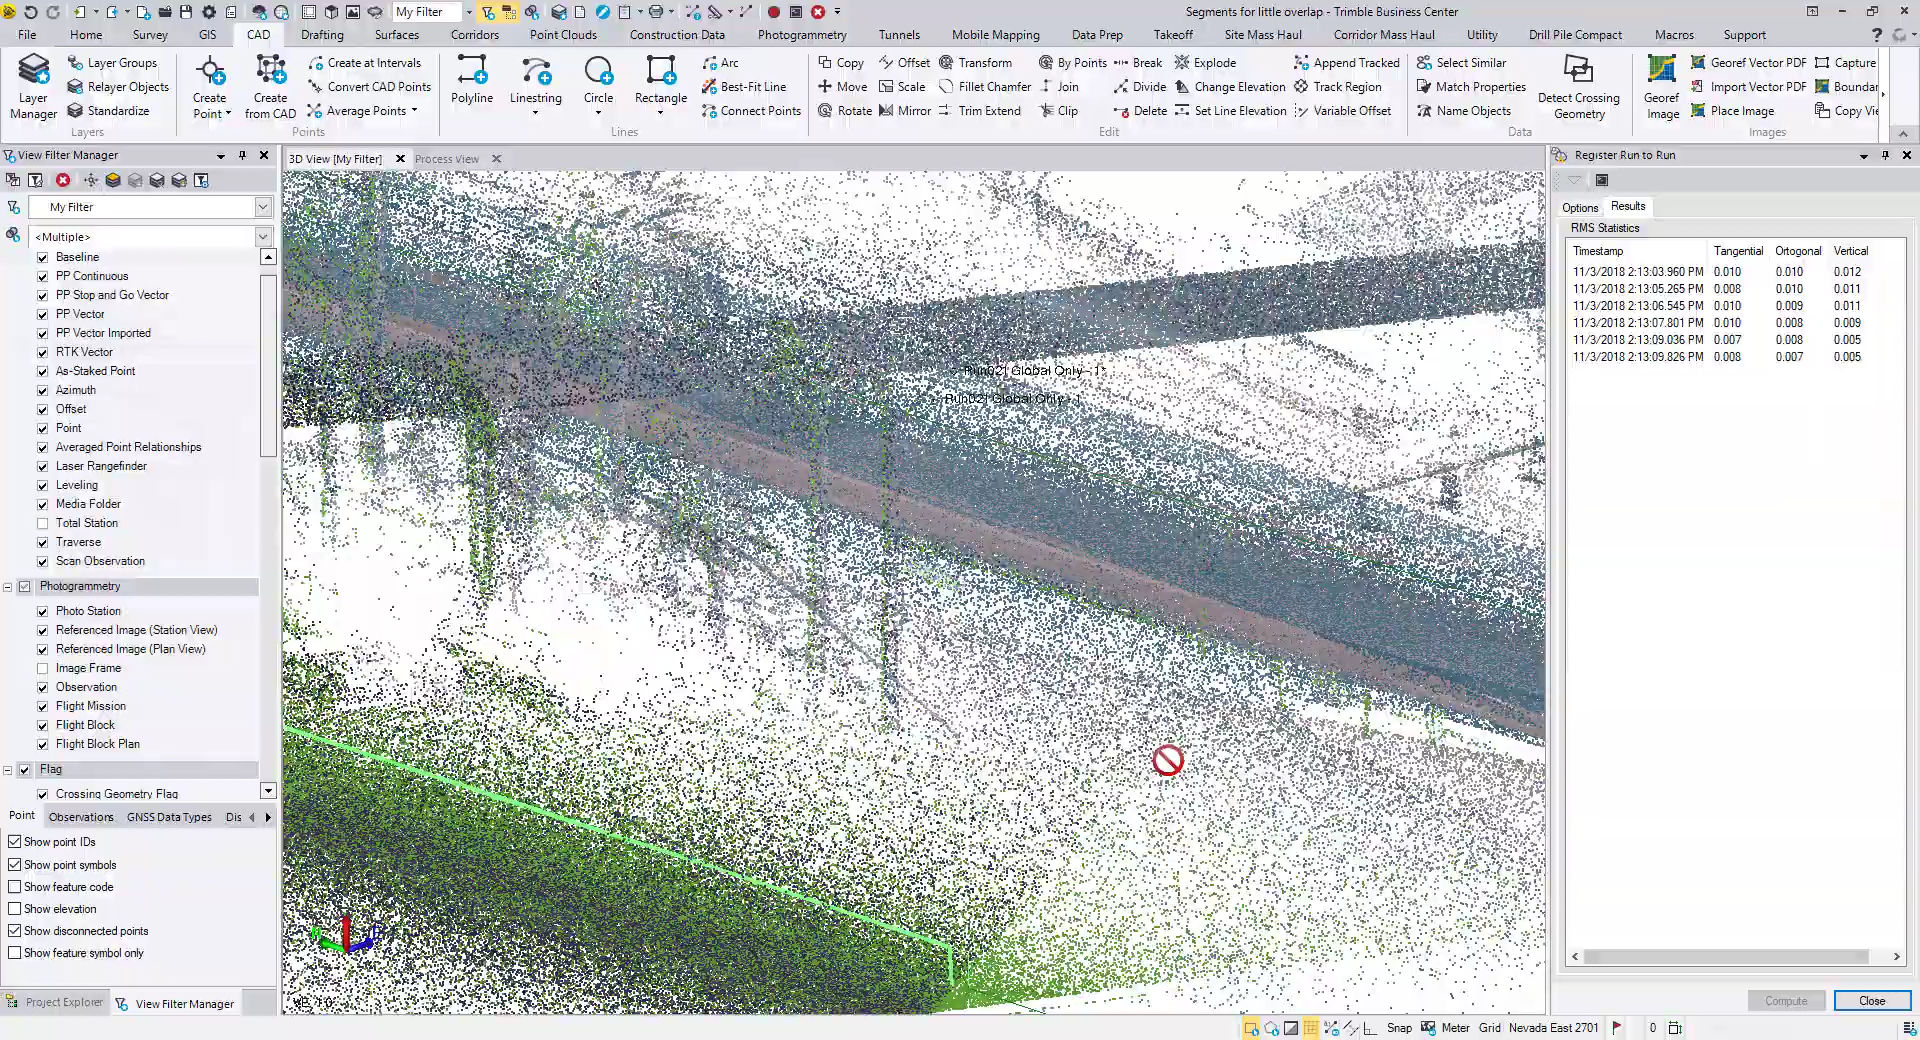 My Filter
Segments for little overlap - Trimble Business Center
File Home Survey GIS CAD Drafting Surfaces Corridors Point Clouds Construction Data Photogrammetry Tunnels Mobile Mapping Data Prep Takeoff Site Mass Haul Corridor Mass Haul Utility Drill Pile Compact Macros Support
Layer Manager
Layer Groups
Relayer Objects
Standardize
Layers
Create Point
Create from CAD
Create at Intervals
Convert CAD Points
Average Points
Points
Polyline
Linestring
Circle
Rectangle
Arc
Best-Fit Line
Connect Points
Lines
Copy Offset Transform By Points Break Explode Append Tracked
Move Scale Fillet Chamfer Join Divide Change Elevation Track Region
Rotate Mirror Trim Extend Clip Delete Set Line Elevation Variable Offset
Edit
Select Similar
Match Properties
Name Objects
Detect Crossing Geometry
Data
Georef Image
Georef Vector PDF Capture
Import Vector PDF Boundar
Place Image Copy Vi
Images
View Filter Manager
My Filter
<Multiple>
Baseline
PP Continuous
PP Stop and Go Vector
PP Vector
PP Vector Imported
RTK Vector
As-Staked Point
Azimuth
Offset
Point
Averaged Point Relationships
Laser Rangefinder
Leveling
Media Folder
Total Station
Traverse
Scan Observation
Photogrammetry
Photo Station
Referenced Image (Station View)
Referenced Image (Plan View)
Image Frame
Observation
Flight Mission
Flight Block
Flight Block Plan
Flag
Crossing Geometry Flag
Point Observations GNSS Data Types Dis
Show point IDs
Show point symbols
Show feature code
Show elevation
Show disconnected points
Show feature symbol only
Project Explorer View Filter Manager
3D View [My Filter] Process View
Run02| Global Only - 1*
Run02| Global Only - 1
Register Run to Run
Options Results
RMS Statistics
Timestamp Tangential Ortogonal Vertical
11/3/2018 2:13:03.960 PM 0.010 0.010 0.012
11/3/2018 2:13:05.265 PM 0.008 0.010 0.011
11/3/2018 2:13:06.545 PM 0.010 0.009 0.011
11/3/2018 2:13:07.801 PM 0.010 0.008 0.009
11/3/2018 2:13:09.036 PM 0.007 0.008 0.005
11/3/2018 2:13:09.826 PM 0.008 0.007 0.005
Compute Close
Snap Meter Grid Nevada East 2701 0